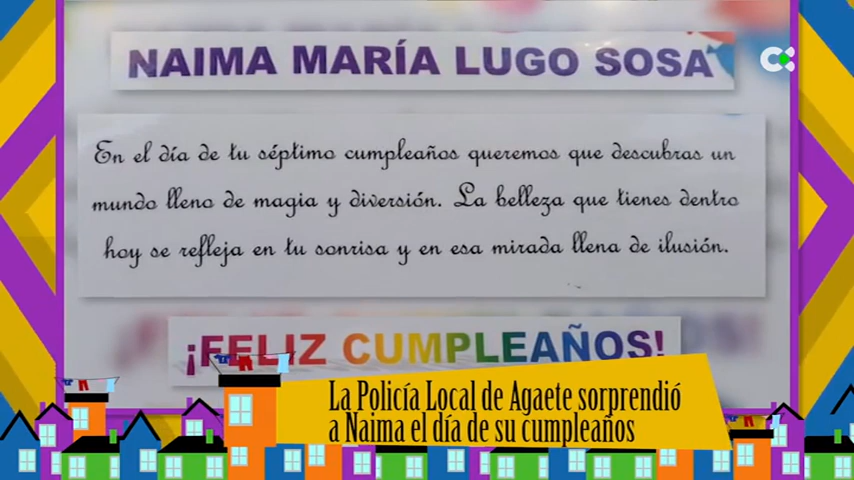 NAIMA MARÍA LUGO SOSA
En el día de tu séptimo cumpleaños queremos que descubras un
mundo lleno de magia y diversión. La belleza que tienes dentro
hoy se refleja en tu sonrisa y en esa mirada llena de ilusión.
¡FELIZ CUMPLEAÑOS!
La Policía Local de Agaete sorprendió
a Naima el día de su cumpleaños